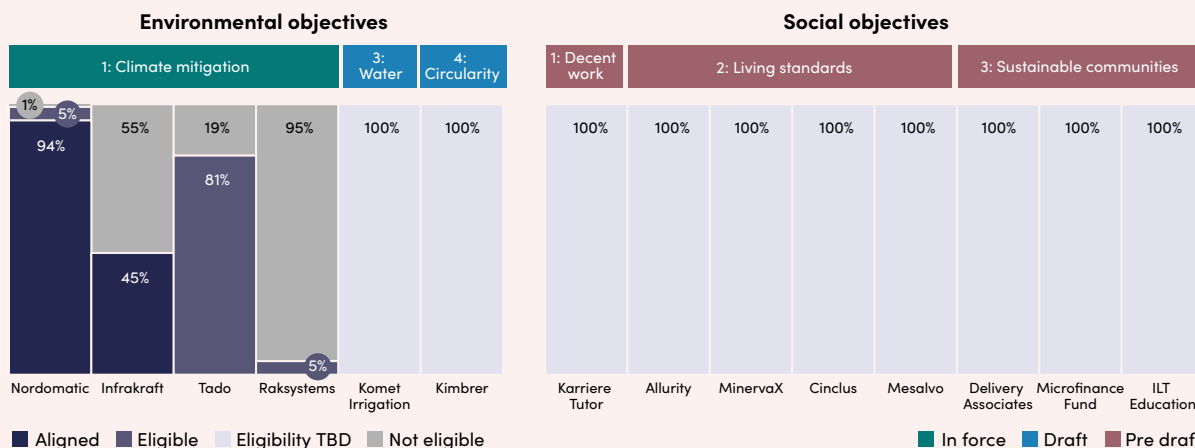 Environmental objectives
Social objectives
1: Climate mitigation
3:
Water
4:
Circularity
1: Decent
work
2: Living standards
3: Sustainable communities
1%
5%
94%
55%
45%
19%
81%
95%
5%
100%
100%
100%
100%
100%
100%
100%
100%
100%
100%
Nordomatic
Infrakraft
Tado
Raksystems
Komet
Irrigation
Kimbrer
Karriere
Tutor
Allurity
MinervaX
Cinclus
Mesalvo
Delivery
Associates
Microfinance
Fund
ILT
Education
Aligned
Eligible
Eligibility TBD
Not eligible
In force
Draft
Pre draft